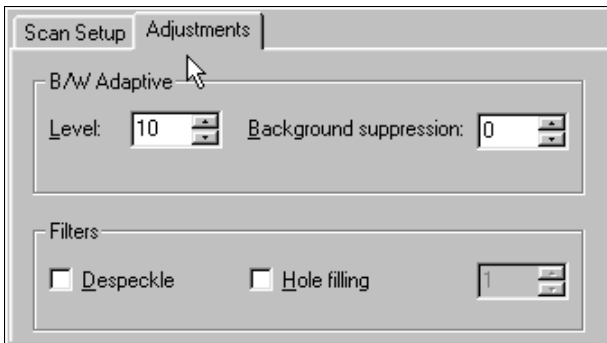 Scan Setup Adjustments
B/W Adaptive
Level: 10 Background suppression: 0
Filters
Despeckle Hole filling 1